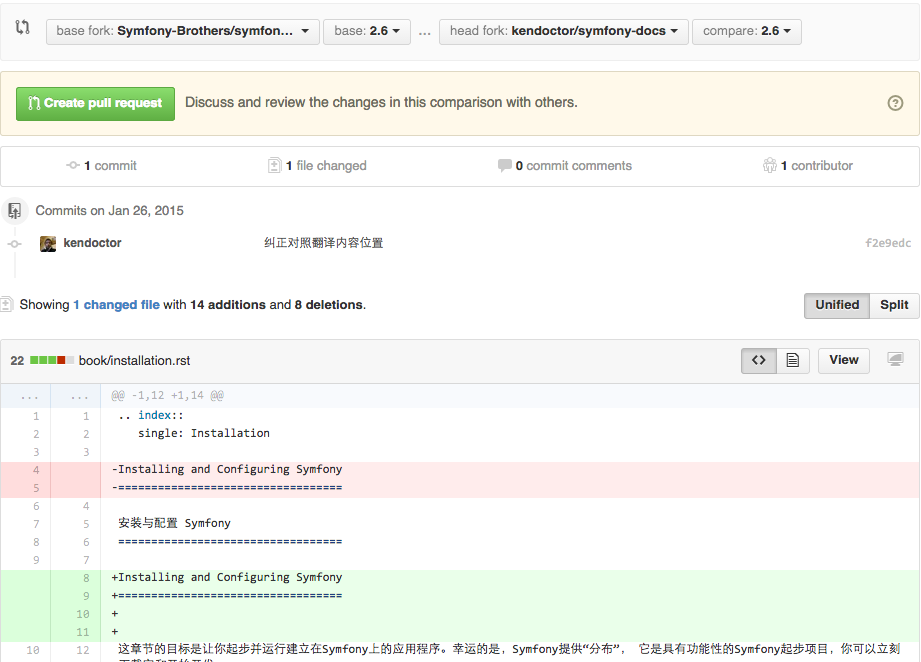 base fork: Symfony-Brothers/symfon... base: 2.6 ... head fork: kendoctor/symfony-docs compare: 2.6
Create pull request Discuss and review the changes in this comparison with others. ?
1 commit 1 file changed 0 commit comments 1 contributor
Commits on Jan 26, 2015
kendoctor 纠正对照翻译内容位置 f2e9edc
Showing 1 changed file with 14 additions and 8 deletions. Unified Split
22 book/installation.rst <> View
... ... @@ -1,12 +1,14 @@
1 1 .. index::
2 2 single: Installation
3 3
4 -Installing and Configuring Symfony
5 -==================================
6 4
7 5 安装与配置 Symfony
8 6 ==================================
9 7
8 +Installing and Configuring Symfony
9 +==================================
10 +
11 +
10 12 这章节的目标是让你起步并运行建立在Symfony上的应用程序。幸运的是，Symfony提供“分布”， 它是具有功能性的Symfony起步项目，你可以立刻